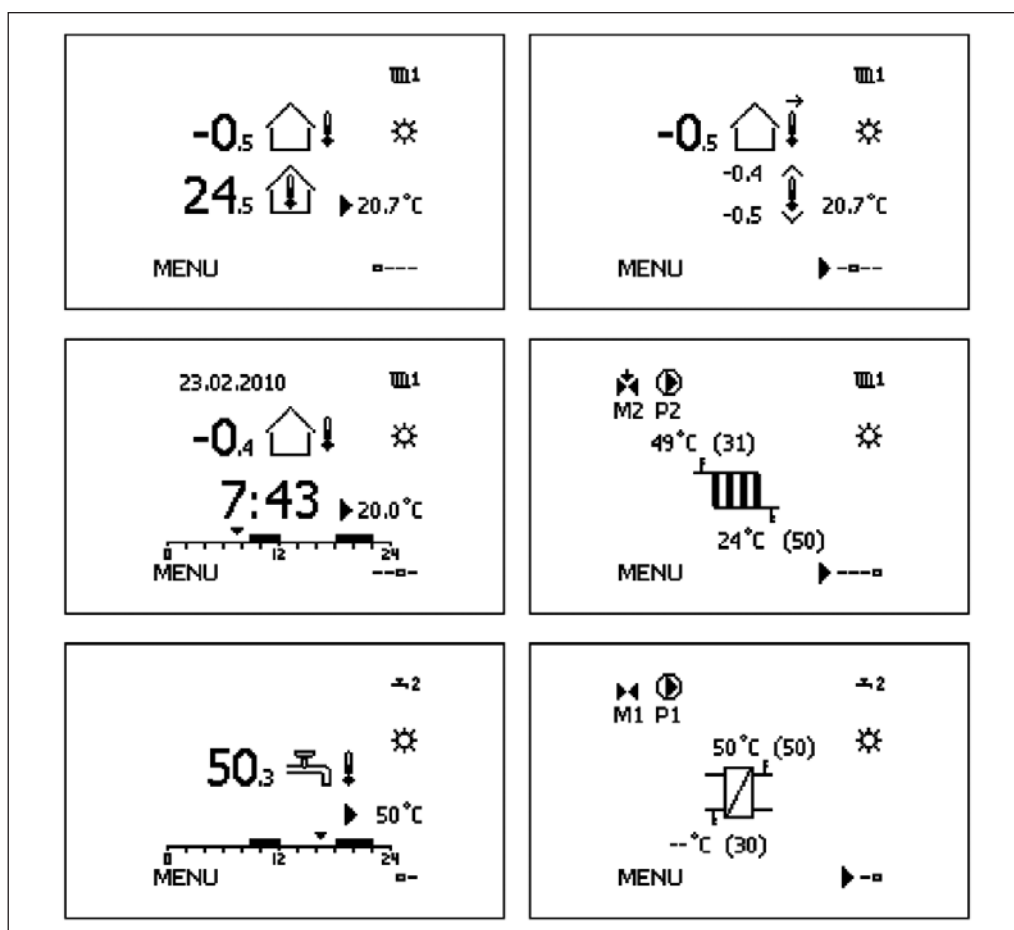 1
-0.5
24.5 20.7°C
MENU
1
-0.5
-0.4
-0.5 20.7°C
MENU
23.02.2010 1
-0.4
7:43 20.0°C
0 12 24
MENU
1
M2 P2
49°C (31)
24°C (50)
MENU
2
50.3
50°C
0 12 24
MENU
2
M1 P1
50°C (50)
--°C (30)
MENU